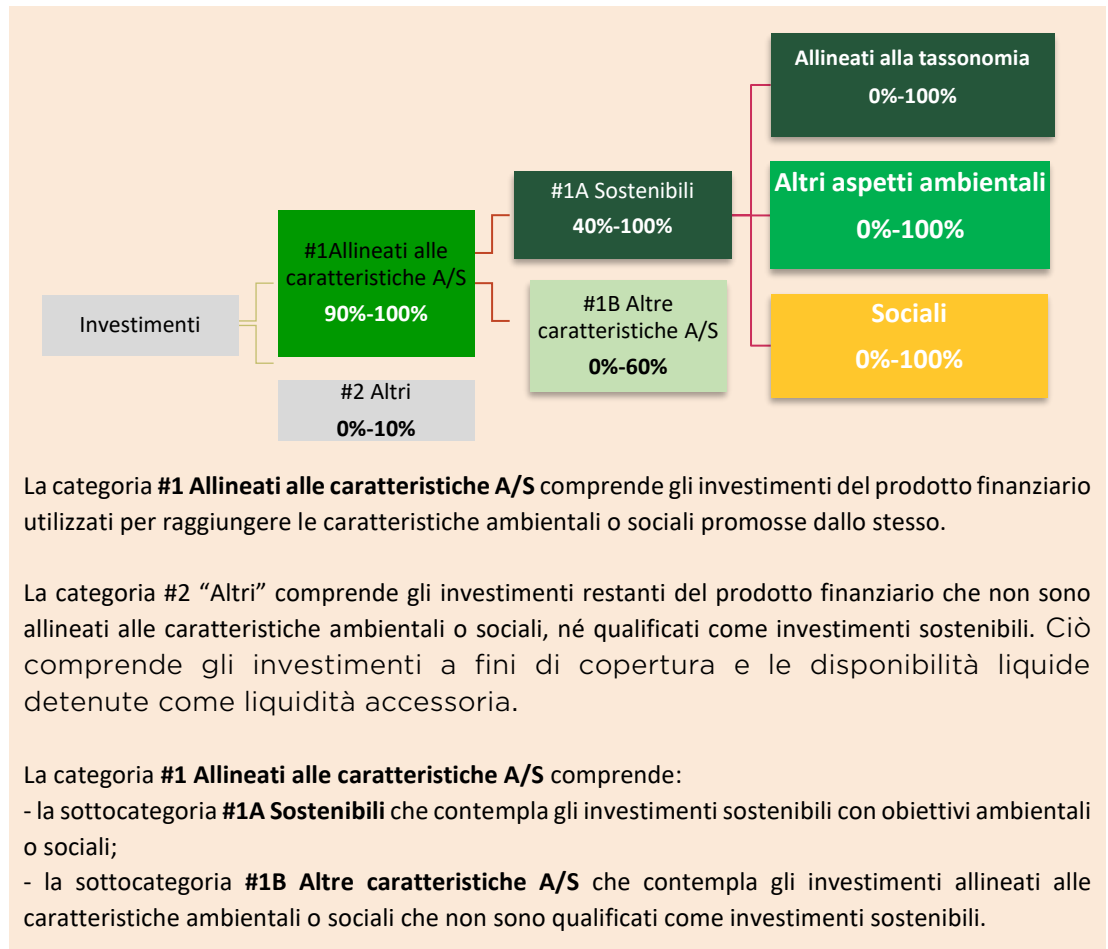 Allineati alla tassonomia
0%-100%
#1A Sostenibili
40%-100%
Altri aspetti ambientali
0%-100%
#1Allineati alle
caratteristiche A/S
90%-100%
Investimenti
#1B Altre
caratteristiche A/S
0%-60%
Sociali
0%-100%
#2 Altri
0%-10%
La categoria #1 Allineati alle caratteristiche A/S comprende gli investimenti del prodotto finanziario
utilizzati per raggiungere le caratteristiche ambientali o sociali promosse dallo stesso.
La categoria #2 “Altri” comprende gli investimenti restanti del prodotto finanziario che non sono
allineati alle caratteristiche ambientali o sociali, né qualificati come investimenti sostenibili. Ciò
comprende gli investimenti a fini di copertura e le disponibilità liquide
detenute come liquidità accessoria.
La categoria #1 Allineati alle caratteristiche A/S comprende:
- la sottocategoria #1A Sostenibili che contempla gli investimenti sostenibili con obiettivi ambientali
o sociali;
- la sottocategoria #1B Altre caratteristiche A/S che contempla gli investimenti allineati alle
caratteristiche ambientali o sociali che non sono qualificati come investimenti sostenibili.